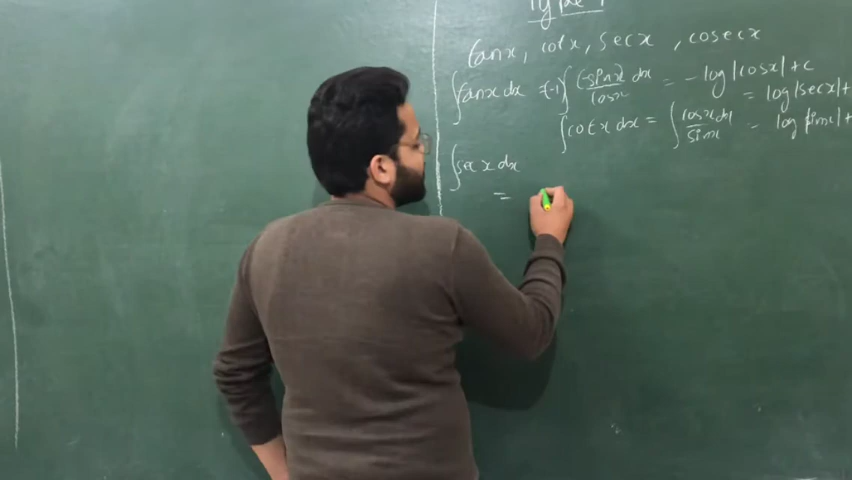 Type 1
tanx, cotx, secx, cosecx
∫tanx dx = (-1)∫(-sinx)/cosx dx = -log|cosx|+c
= log|secx|+
∫cotx dx = ∫cosx dx/sinx = log|sinx|+
∫sec x dx
=